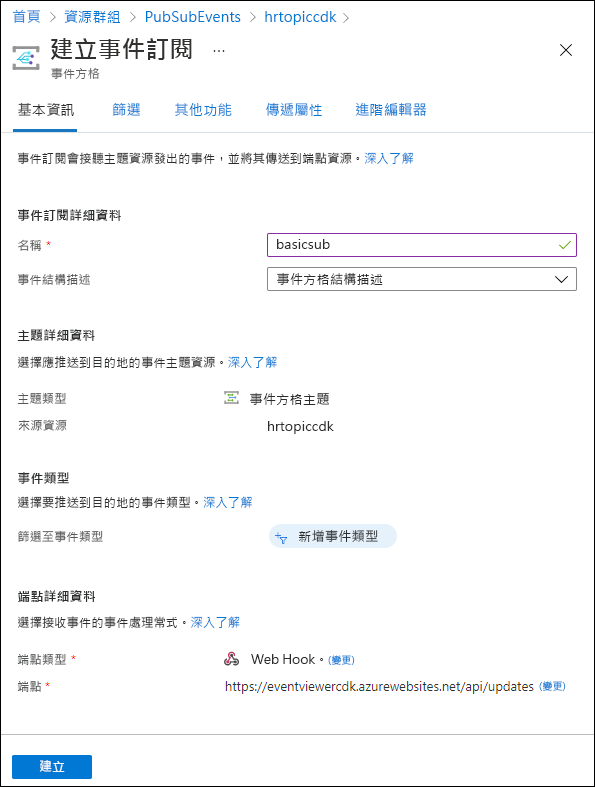 首頁 > 資源群組 > PubSubEvents > hrtopiccdk >
建立事件訂閱 ...
事件方格
基本資訊 篩選 其他功能 傳遞屬性 進階編輯器
事件訂閱會接聽主題資源發出的事件，並將其傳送到端點資源。深入了解
事件訂閱詳細資料
名稱 * basicsub
事件結構描述 事件方格結構描述
主題詳細資料
選擇應推送到目的地的事件主題資源。深入了解
主題類型 事件方格主題
來源資源 hrtopiccdk
事件類型
選擇要推送到目的地的事件類型。深入了解
篩選至事件類型 新增事件類型
端點詳細資料
選擇接收事件的事件處理常式。深入了解
端點類型 * Web Hook。(變更)
端點 * https://eventviewercdk.azurewebsites.net/api/updates (變更)
建立